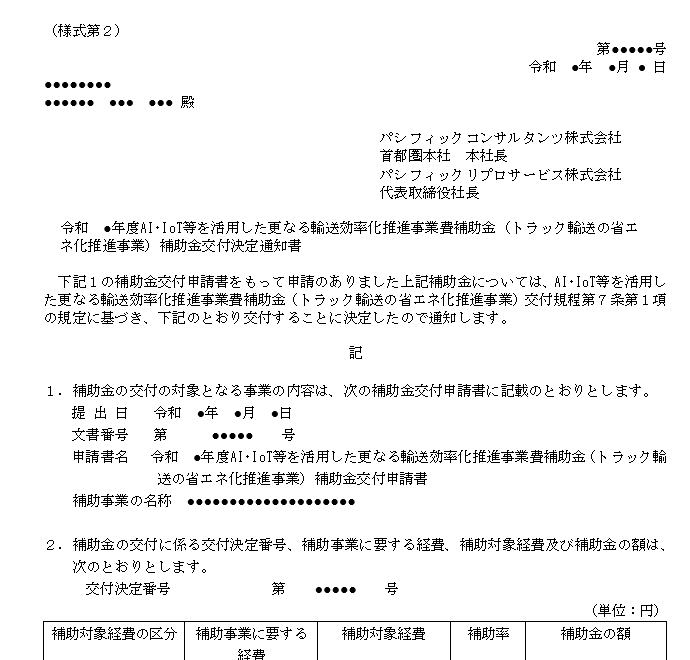 （様式第２）
第●●●●●号
令和　●年　●月 ● 日
●●●●●●●●
●●●●●●　●●●　●●● 殿
パシフィックコンサルタンツ株式会社
首都圏本社　本社長
パシフィックリプロサービス株式会社
代表取締役社長
令和　●年度AI･IoT等を活用した更なる輸送効率化推進事業費補助金（トラック輸送の省エ
ネ化推進事業）補助金交付決定通知書
下記１の補助金交付申請書をもって申請のありました上記補助金については、AI･IoT等を活用し
た更なる輸送効率化推進事業費補助金（トラック輸送の省エネ化推進事業）交付規程第７条第１項
の規定に基づき、下記のとおり交付することに決定したので通知します。
記
１．補助金の交付の対象となる事業の内容は、次の補助金交付申請書に記載のとおりとします。
提 出 日　令和　●年　●月　●日
文書番号　第　　　●●●●●　　号
申請書名　令和　●年度AI･IoT等を活用した更なる輸送効率化推進事業費補助金（トラック輸
送の省エネ化推進事業）補助金交付申請書
補助事業の名称　●●●●●●●●●●●●●●●●●●●●
２．補助金の交付に係る交付決定番号、補助事業に要する経費、補助対象経費及び補助金の額は、
次のとおりとします。
交付決定番号　　　　　　　第　　●●●●●　　号
（単位：円）
補助対象経費の区分　補助事業に要する　補助対象経費　補助率　補助金の額
経費